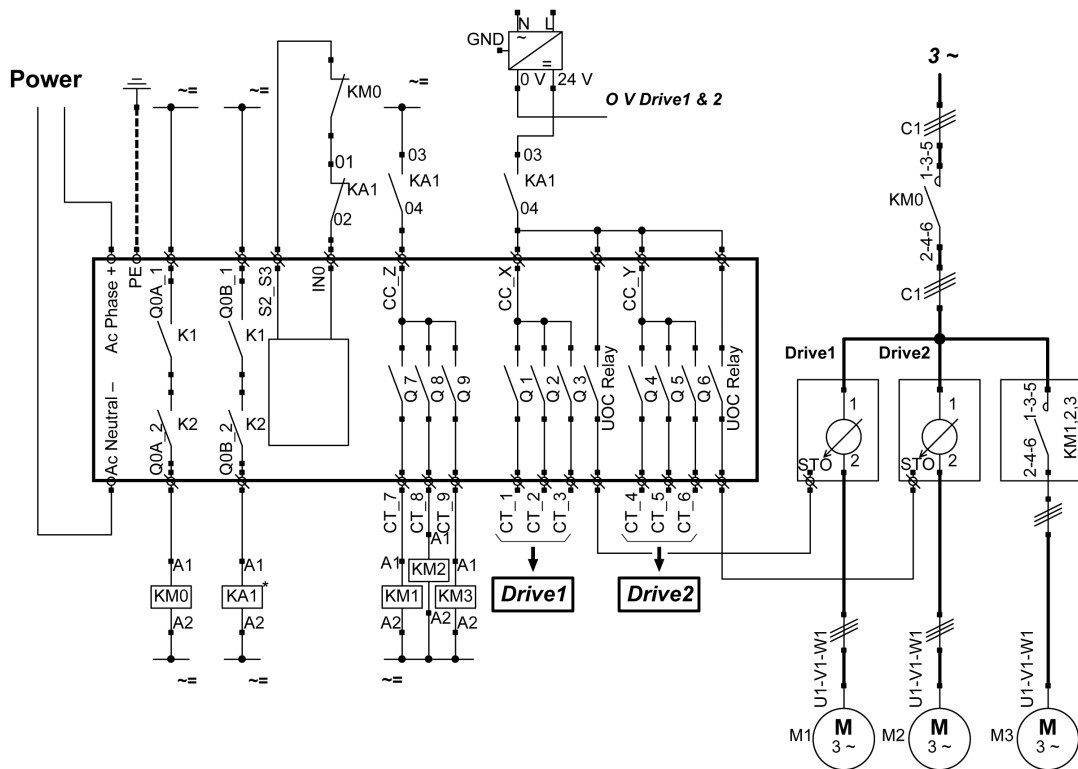 N L
GND ~
=
0 V 24 V
O V Drive1 & 2
3 ~
Power
~=
~=
~=
KM0
C1
01
03
03
1-3-5
KA1
KA1
KA1
KM0
02
04
04
2-4-6
Ac Phase +
PE
Q0A_1
Q0B_1
S2_S3
IN0
CC_Z
CC_X
CC_Y
C1
K1
K1
Drive1
Drive2
Q 7
Q 8
Q 9
Q 1
Q 2
Q 3
UOC Relay
Q 4
Q 5
Q 6
UOC Relay
1
1
1-3-5
KM1,2,3
K2
K2
Ac Neutral –
Q0A_2
Q0B_2
STO
2
STO
2
2-4-6
CT_7
CT_8
CT_9
CT_1
CT_2
CT_3
CT_4
CT_5
CT_6
A1
A1
A1
A1
A1
KM0
KA1
*
KM1
KM2
KM3
Drive1
Drive2
A2
A2
A2
A2
A2
~=
~=
~=
U1-V1-W1
U1-V1-W1
U1-V1-W1
M1
M
3 ~
M2
M
3 ~
M3
M
3 ~